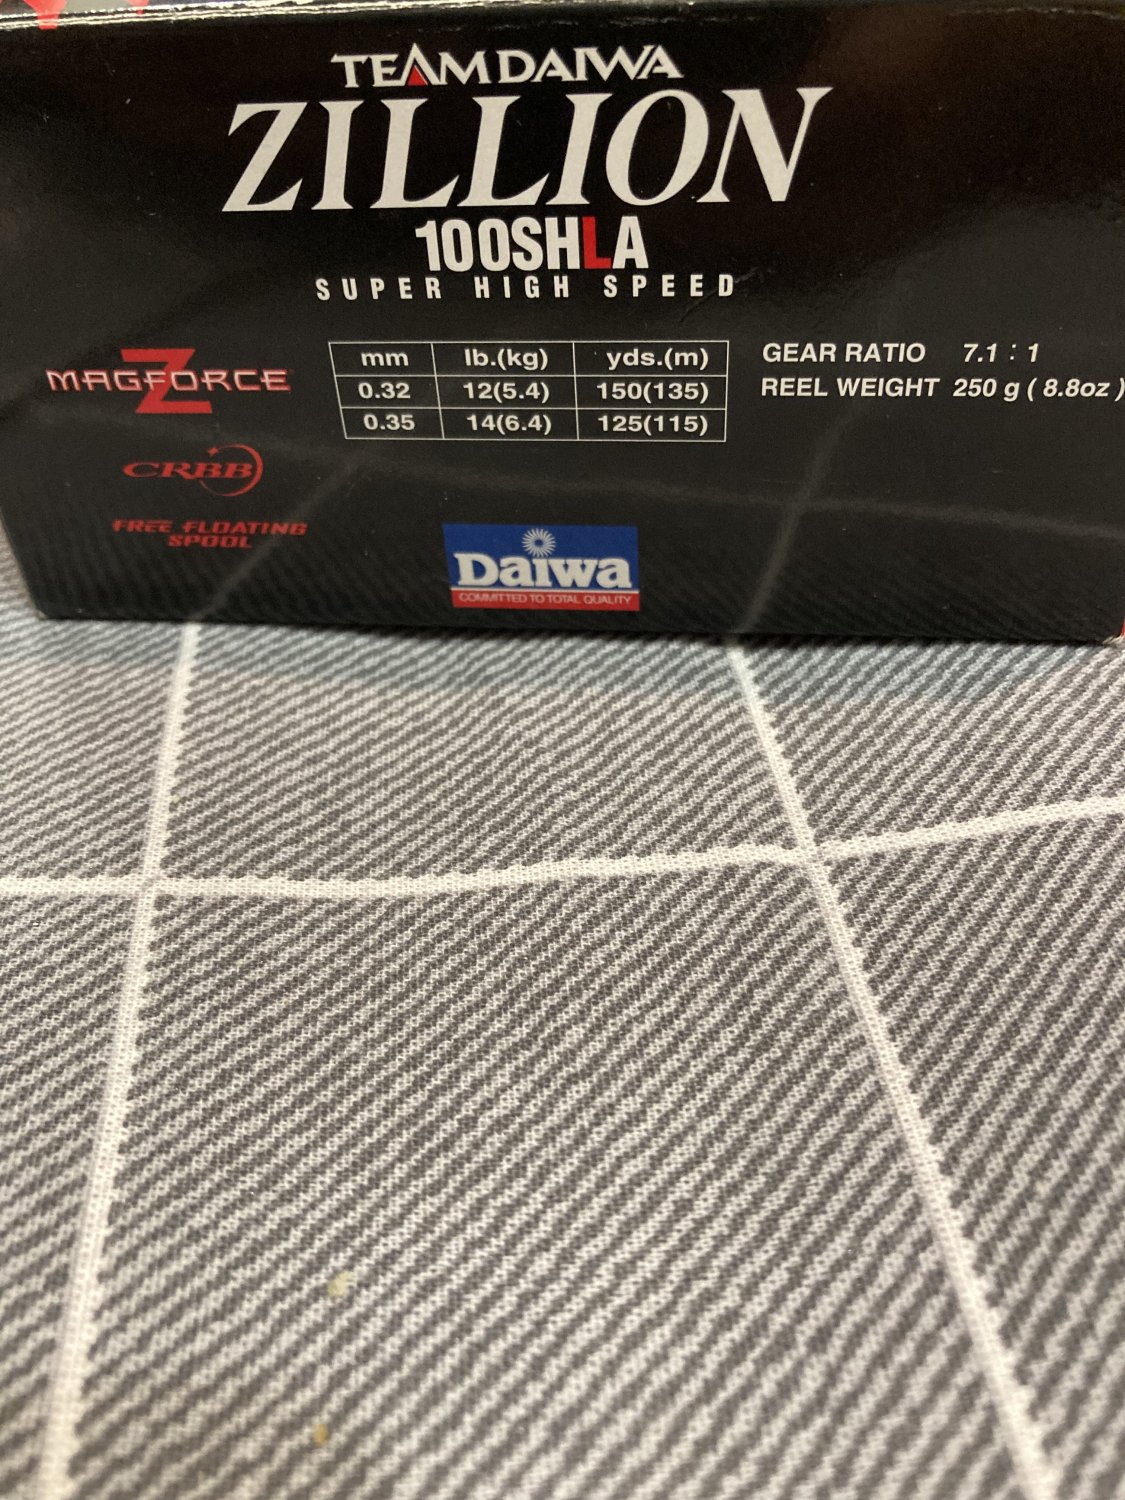 TEAM DAIWA
ZILLION
100SHLA
SUPER HIGH SPEED
MAGFORCE Z
CRBB
FREE FLOATING
SPOOL
mm lb.(kg) yds.(m)
0.32 12(5.4) 150(135)
0.35 14(6.4) 125(115)
GEAR RATIO 7.1 : 1
REEL WEIGHT 250 g ( 8.8oz )
Daiwa
COMMITTED TO TOTAL QUALITY